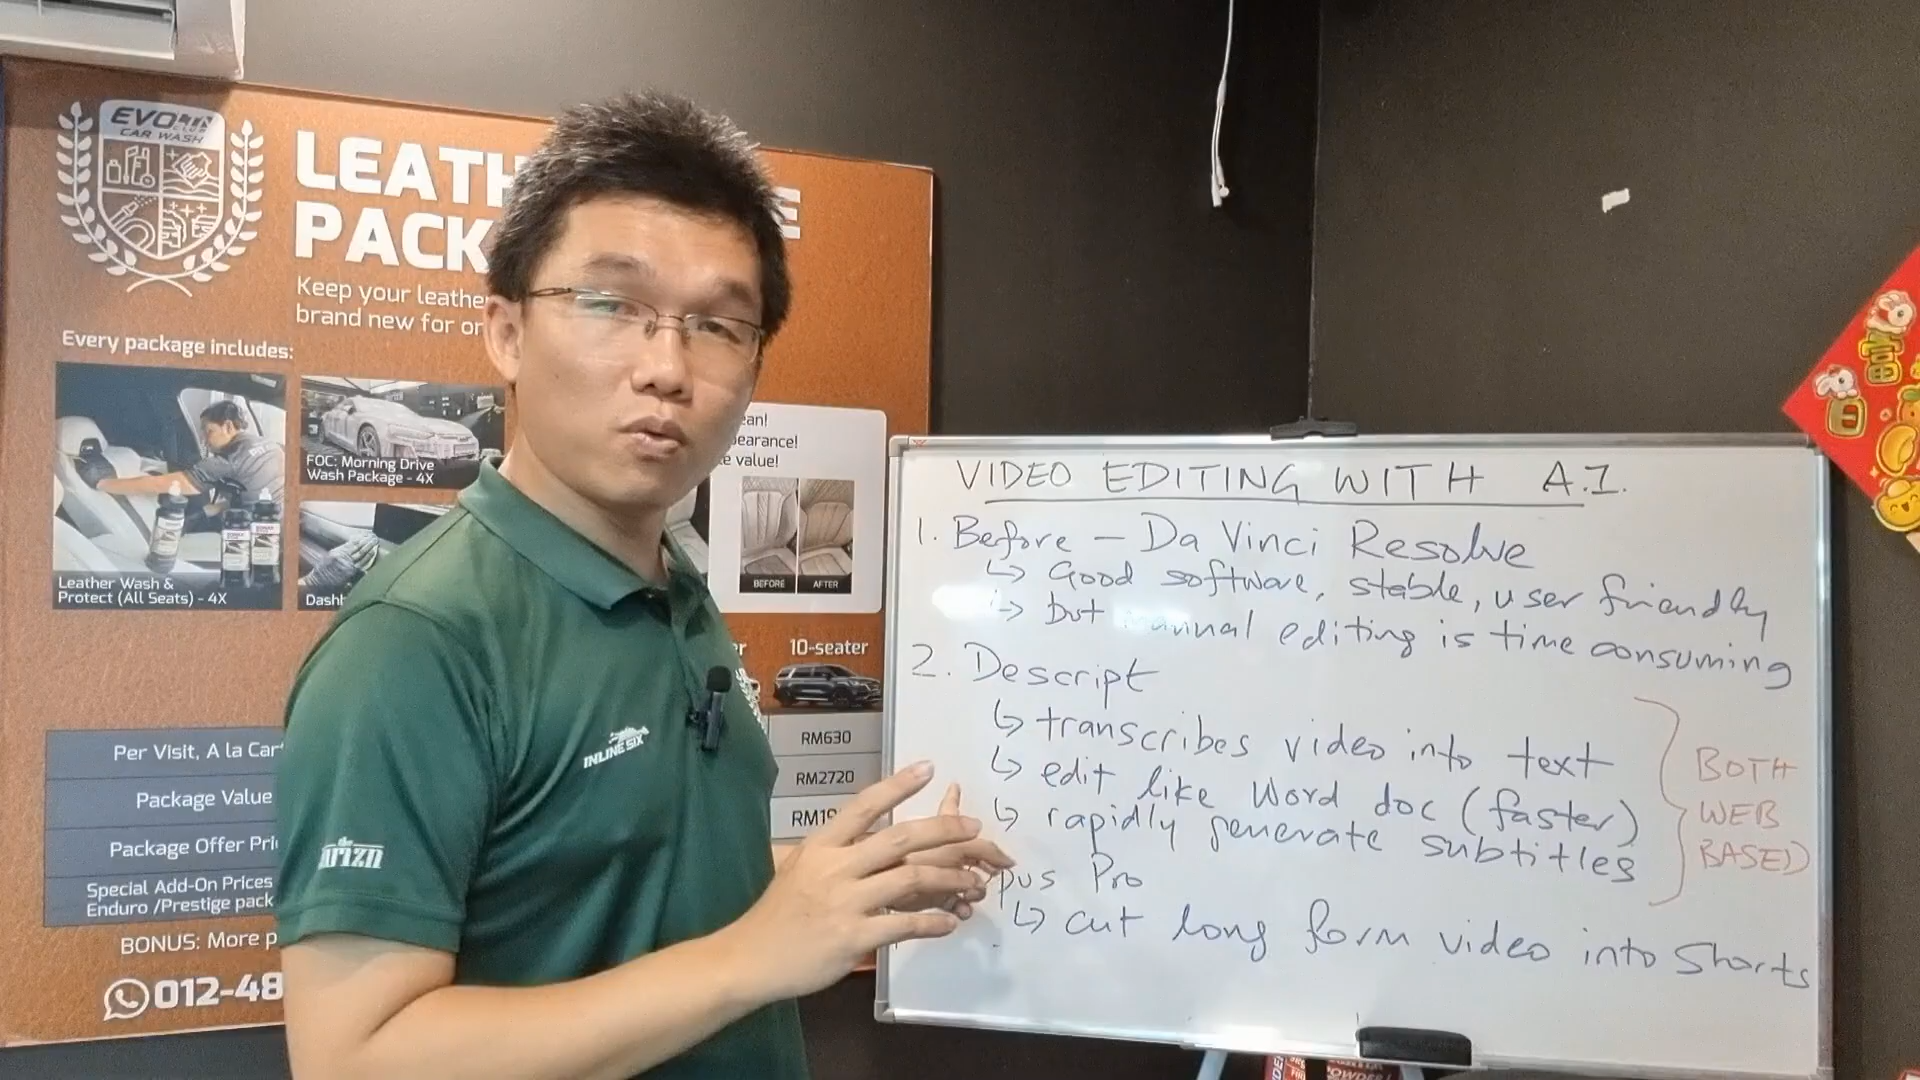 EVO
CLUB
CAR WASH
LEATH
PACK
Keep your leather
brand new for
Every package includes:
FOC: Morning Drive
Wash Package - 4X
Leather Wash &
Protect (All Seats) - 4X
Dashb
value!
BEFORE
AFTER
10-seater
RM630
RM2720
Per Visit, A la
Package Value
Package Offer
Special Add-On Prices
Enduro /Prestige pack
BONUS: More
012-48
INLINE SIX
the
VIDEO EDITING WITH A.I.
1. Before - Da Vinci Resolve
↳ Good software, stable, user friendly
↳ but manual editing is time consuming
2. Descript
↳ transcribes video into text
↳ edit like Word doc (faster)
↳ rapidly generate subtitles
pus Pro
↳ cut long form video into Shorts
BOTH
WEB
BASED